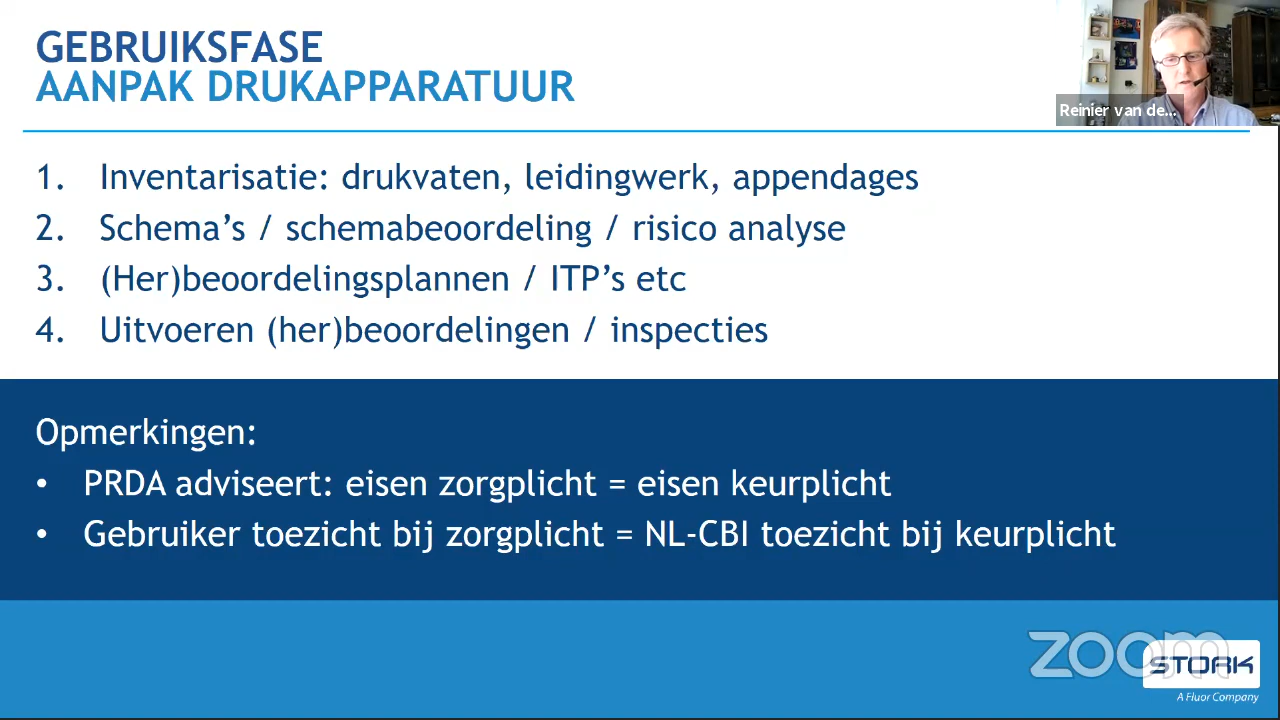 GEBRUIKSFASE
AANPAK DRUKAPPARATUUR
Reinier van de...
1. Inventarisatie: drukvaten, leidingwerk, appendages
2. Schema’s / schemabeoordeling / risico analyse
3. (Her)beoordelingsplannen / ITP’s etc
4. Uitvoeren (her)beoordelingen / inspecties
Opmerkingen:
• PRDA adviseert: eisen zorgplicht = eisen keurplicht
• Gebruiker toezicht bij zorgplicht = NL-CBI toezicht bij keurplicht
zoom
STORK
A Fluor Company